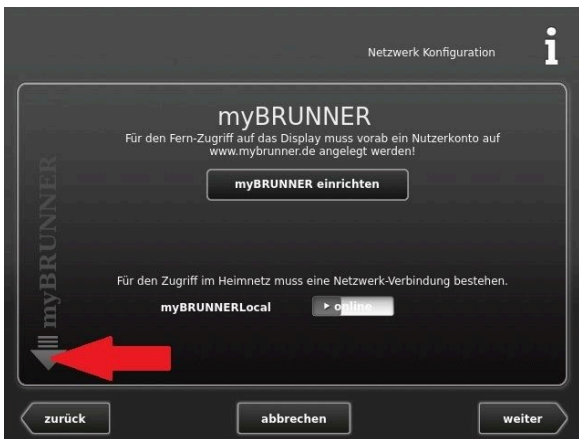 Netzwerk Konfiguration
i
myBRUNNER
Für den Fern-Zugriff auf das Display muss vorab ein Nutzerkonto auf
www.mybrunner.de angelegt werden!
myBRUNNER einrichten
myBRUNNER
Für den Zugriff im Heimnetz muss eine Netzwerk-Verbindung bestehen.
myBRUNNERLocal online
zurück abbrechen weiter